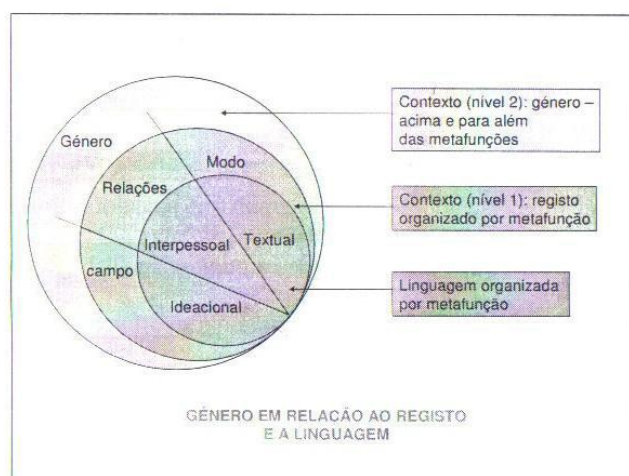 Contexto (nível 2): género –
acima e para além
das metafunções
Género
Modo
Relações
Contexto (nível 1): registo
organizado por metafunção
Interpessoal
Textual
campo
Ideacional
Linguagem organizada
por metafunção
GÉNERO EM RELAÇÃO AO REGISTO
E A LINGUAGEM